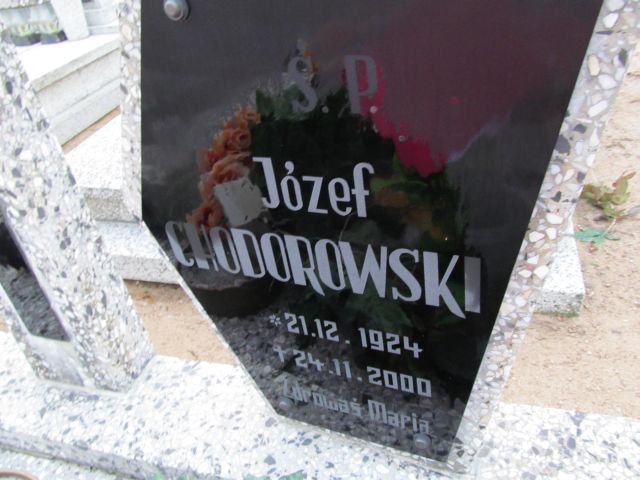 Ś.P.
Józef
CHODOROWSKI
* 21.12.1924
† 24.11.2000
Zdrowaś Maria